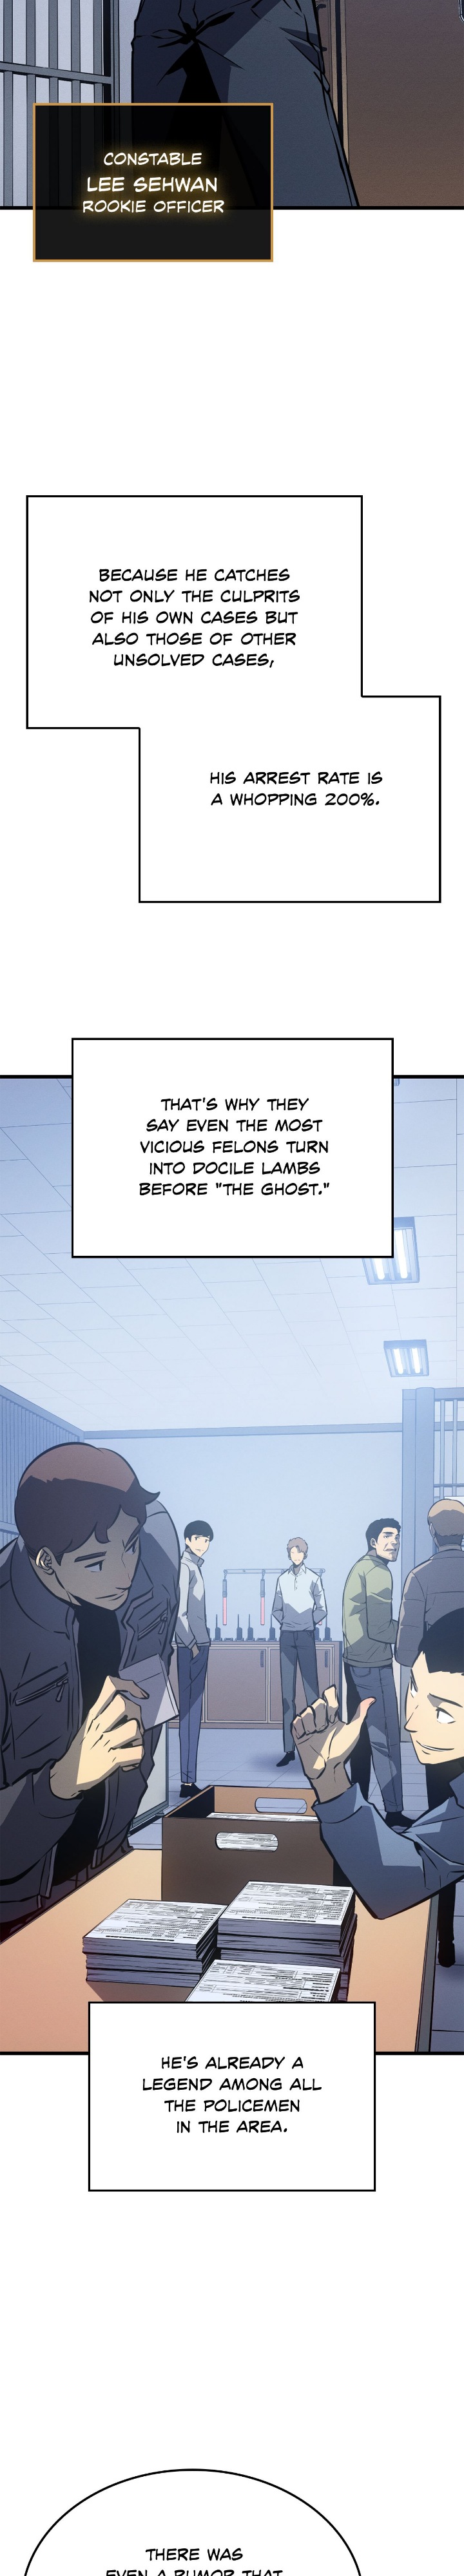 CONSTABLE
LEE SEHWAN
ROOKIE OFFICER
BECAUSE HE CATCHES
NOT ONLY THE CULPRITS
OF HIS OWN CASES BUT
ALSO THOSE OF OTHER
UNSOLVED CASES,
HIS ARREST RATE IS
A WHOPPING 200%.
THAT'S WHY THEY
SAY EVEN THE MOST
VICIOUS FELONS TURN
INTO DOCILE LAMBS
BEFORE "THE GHOST."
HE'S ALREADY A
LEGEND AMONG ALL
THE POLICEMEN
IN THE AREA.
THERE WAS
EVEN A RUMOR THAT